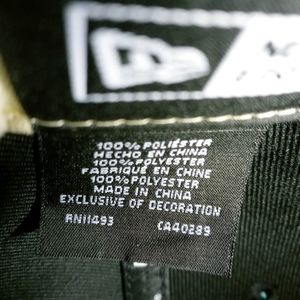 100% POLIÉSTER
HECHO EN CHINA
100% POLYESTER
FABRIQUÉ EN CHINE
100% POLYESTER
MADE IN CHINA
EXCLUSIVE OF DECORATION
RN11493 CA40289